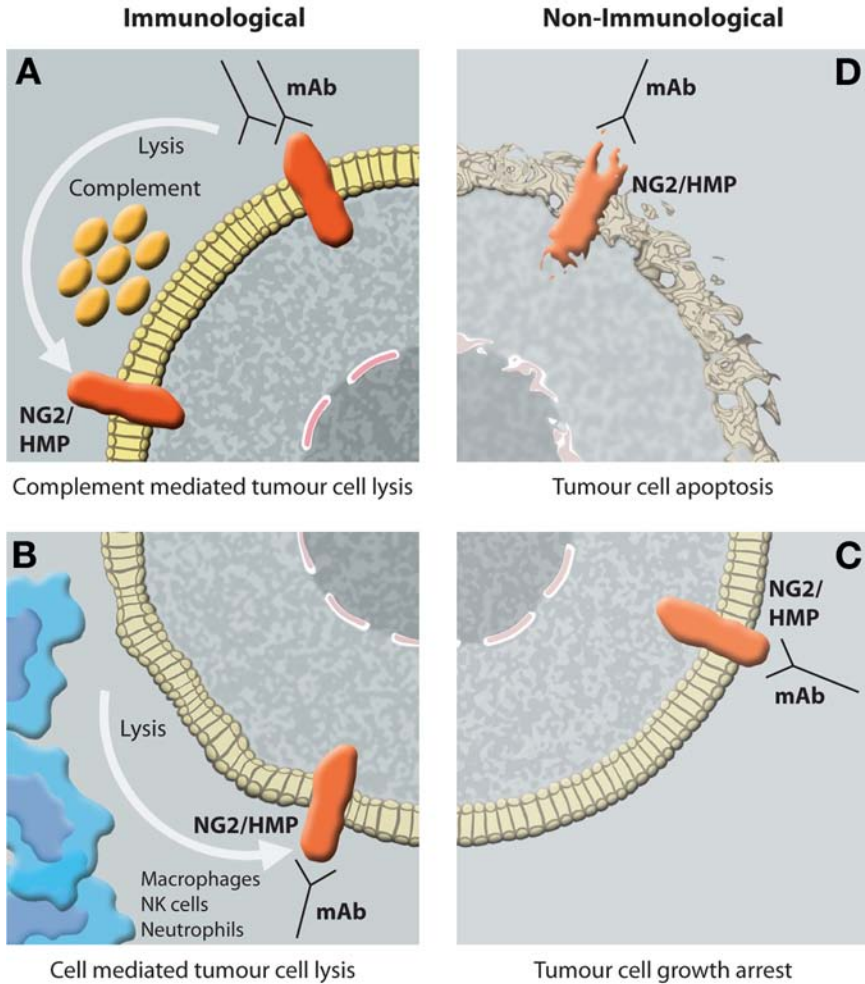 Immunological
Non-Immunological
A
mAb
Lysis
Complement
NG2/
HMP
Complement mediated tumour cell lysis
D
mAb
NG2/HMP
Tumour cell apoptosis
B
Lysis
NG2/HMP
Macrophages
NK cells
Neutrophils
mAb
Cell mediated tumour cell lysis
C
NG2/
HMP
mAb
Tumour cell growth arrest